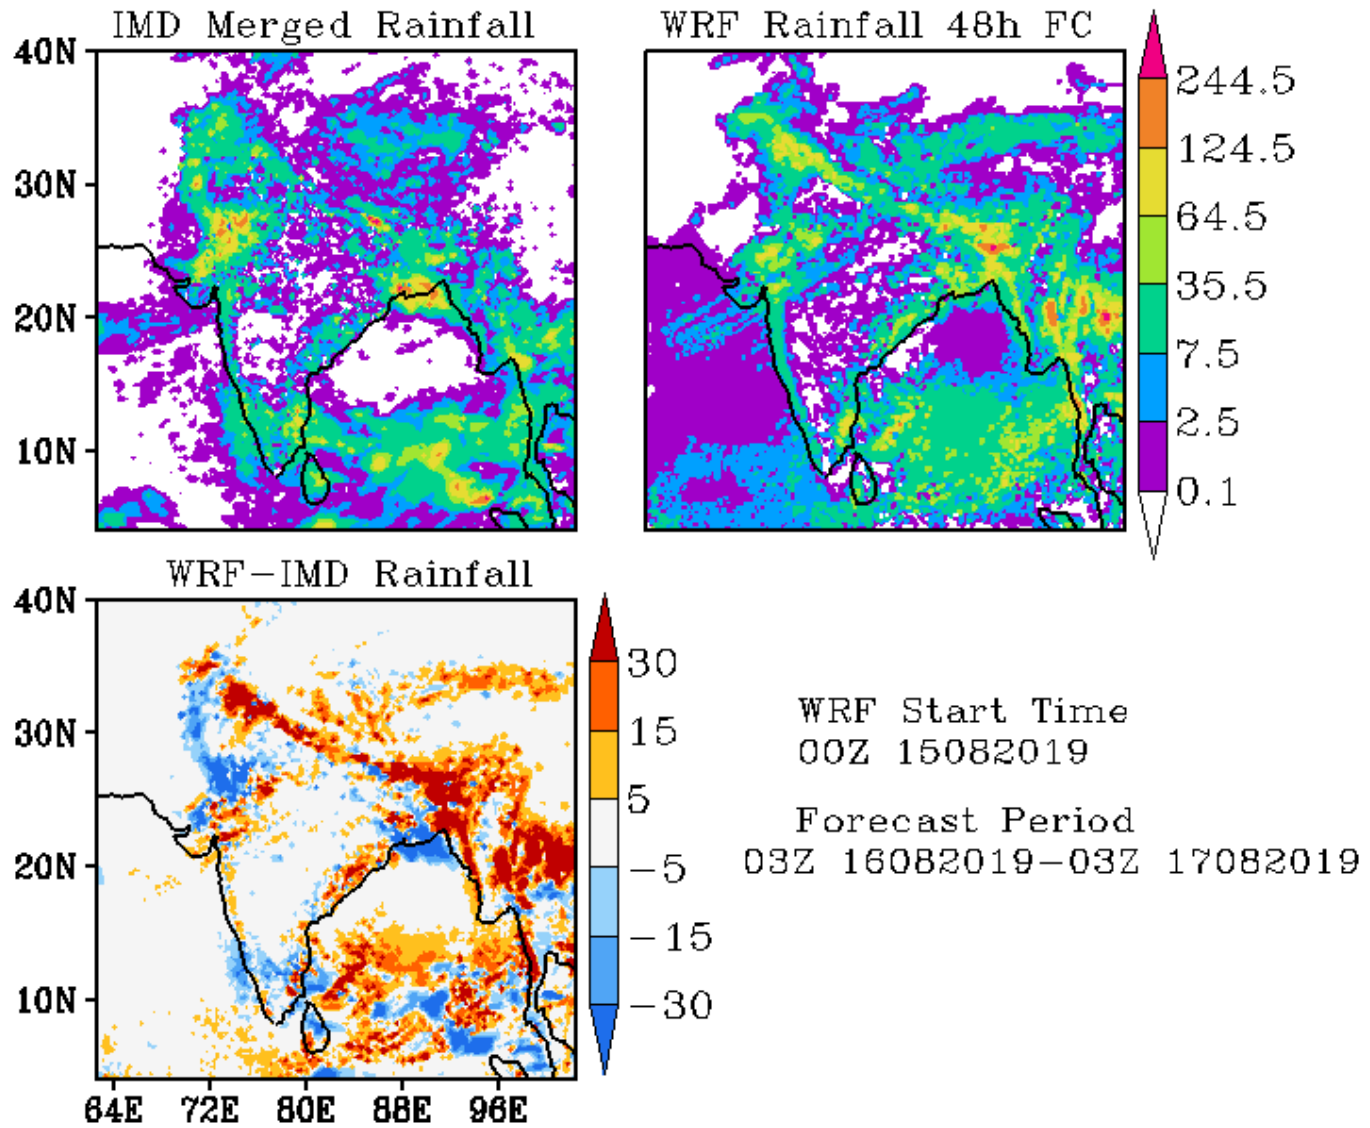 IMD Merged Rainfall
WRF Rainfall 48h FC
40N
30N
20N
10N
244.5
124.5
64.5
35.5
7.5
2.5
0.1
WRF-IMD Rainfall
40N
30N
20N
10N
64E 72E 80E 88E 96E
30
15
5
-5
-15
-30
WRF Start Time
00Z 15082019
Forecast Period
03Z 16082019-03Z 17082019